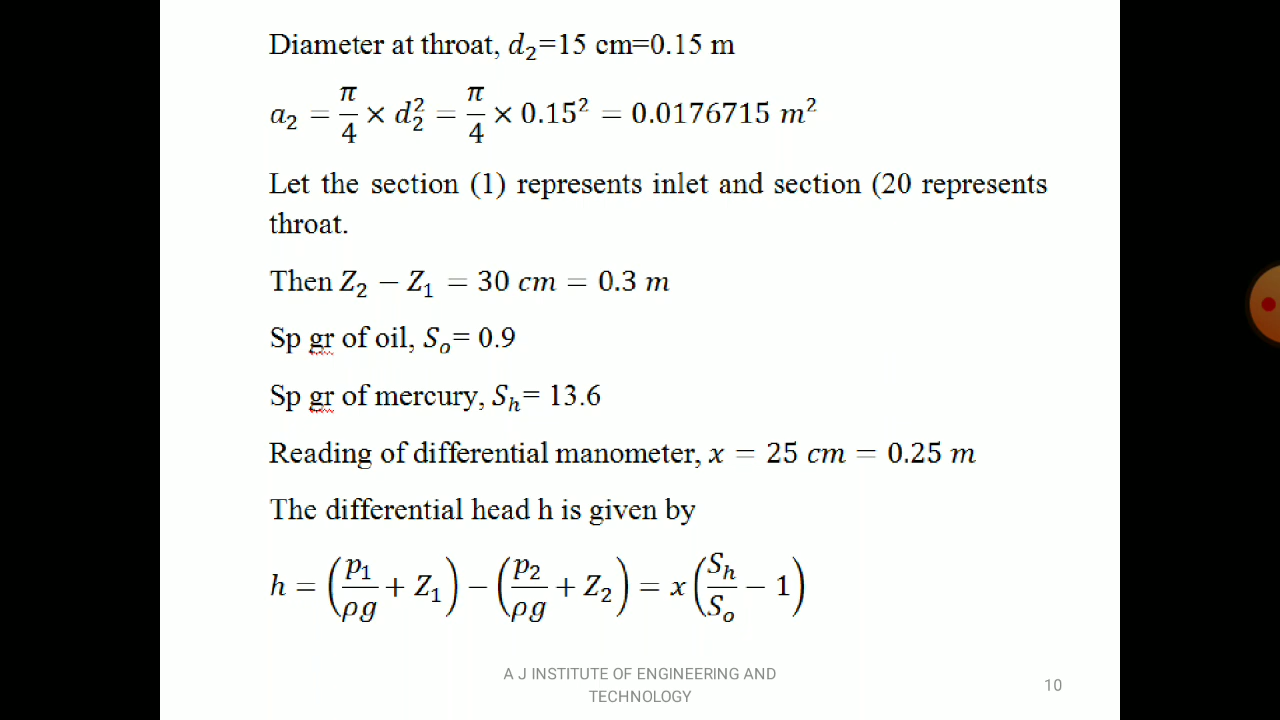 Diameter at throat, d₂=15 cm=0.15 m
a₂ = π/4 × d₂² = π/4 × 0.15² = 0.0176715 m²
Let the section (1) represents inlet and section (20 represents
throat.
Then Z₂ − Z₁ = 30 cm = 0.3 m
Sp gr of oil, Sₒ= 0.9
Sp gr of mercury, Sₕ= 13.6
Reading of differential manometer, x = 25 cm = 0.25 m
The differential head h is given by
h = (p₁/ρg + Z₁) − (p₂/ρg + Z₂) = x (Sₕ/Sₒ − 1)
A J INSTITUTE OF ENGINEERING AND
TECHNOLOGY
10